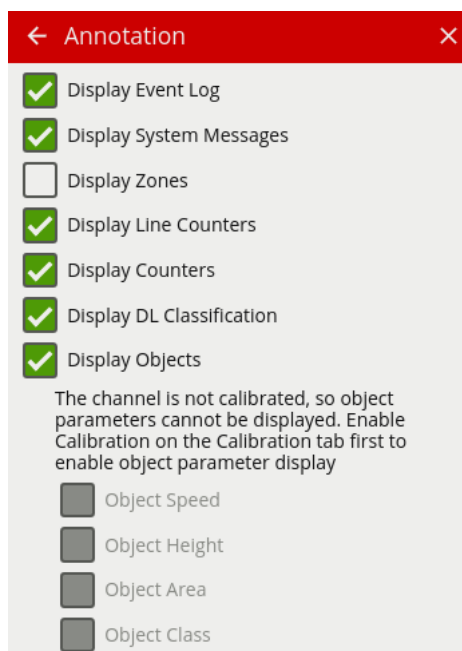 Annotation
Display Event Log
Display System Messages
Display Zones
Display Line Counters
Display Counters
Display DL Classification
Display Objects
The channel is not calibrated, so object
parameters cannot be displayed. Enable
Calibration on the Calibration tab first to
enable object parameter display
Object Speed
Object Height
Object Area
Object Class